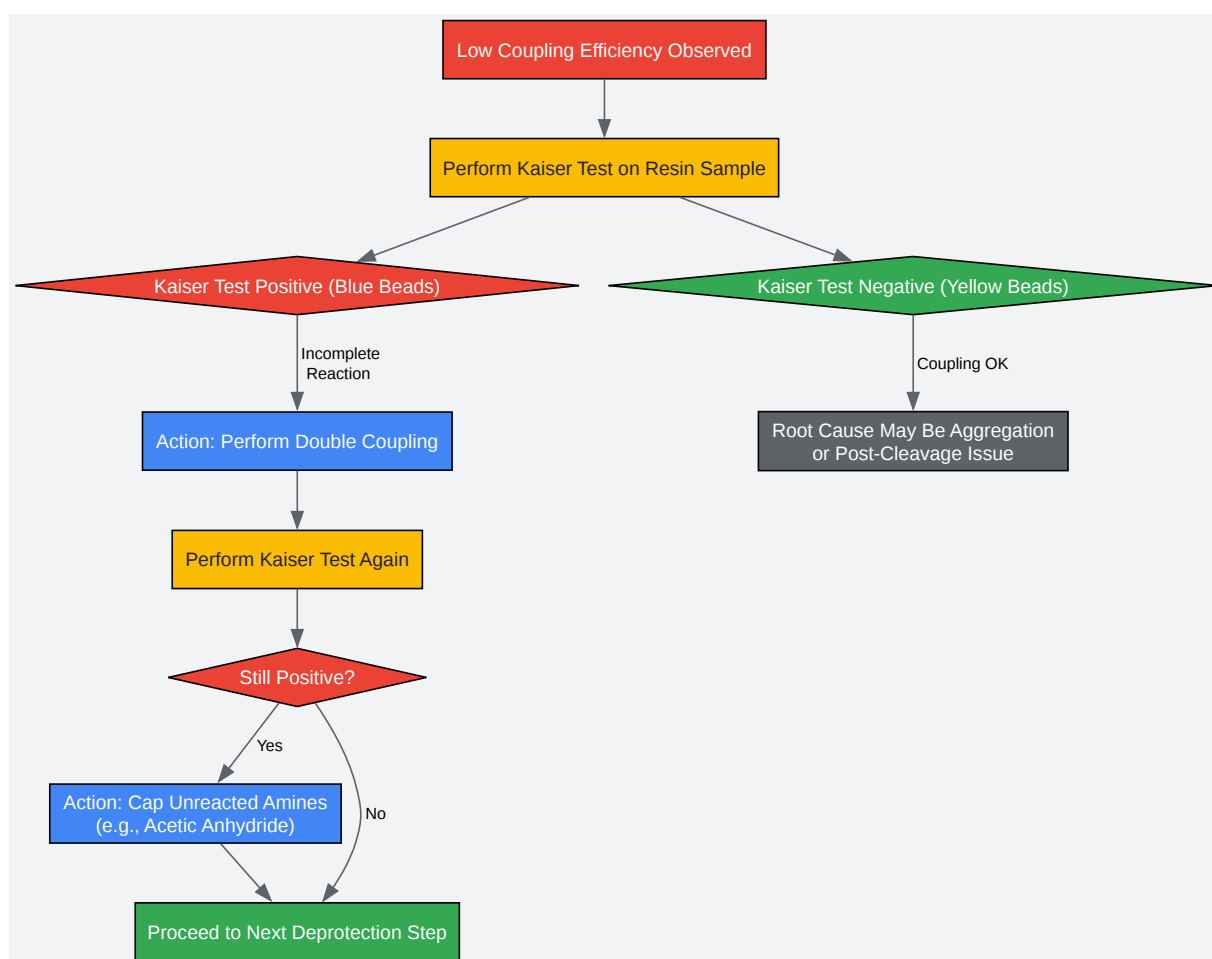 Low Coupling Efficiency Observed
Perform Kaiser Test on Resin Sample
Kaiser Test Positive (Blue Beads)
Kaiser Test Negative (Yellow Beads)
Incomplete
Reaction
Coupling OK
Action: Perform Double Coupling
Root Cause May Be Aggregation
or Post-Cleavage Issue
Perform Kaiser Test Again
Still Positive?
Yes
No
Action: Cap Unreacted Amines
(e.g., Acetic Anhydride)
Proceed to Next Deprotection Step